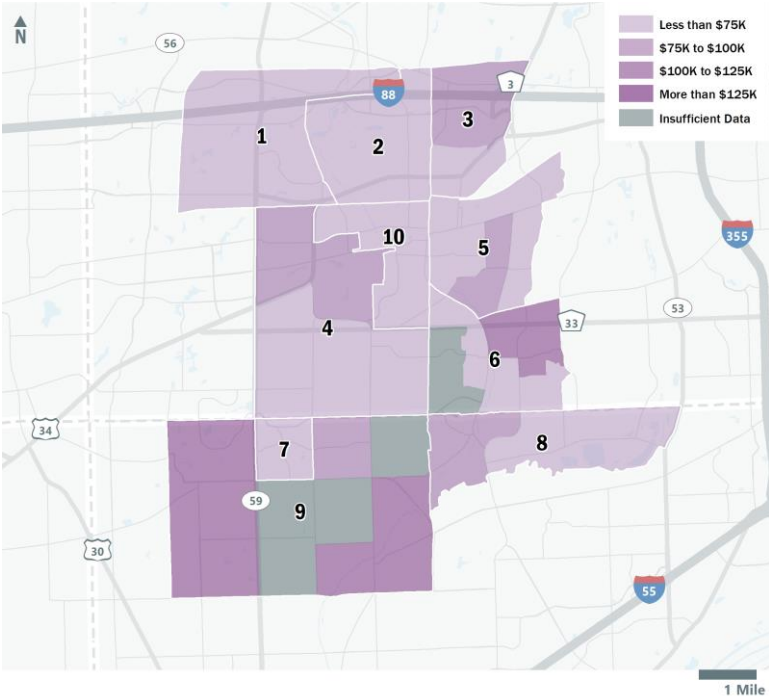 N
56
88
3
Less than $75K
$75K to $100K
$100K to $125K
More than $125K
Insufficient Data
1
2
3
10
5
355
4
33
53
6
34
7
8
59
9
30
55
1 Mile